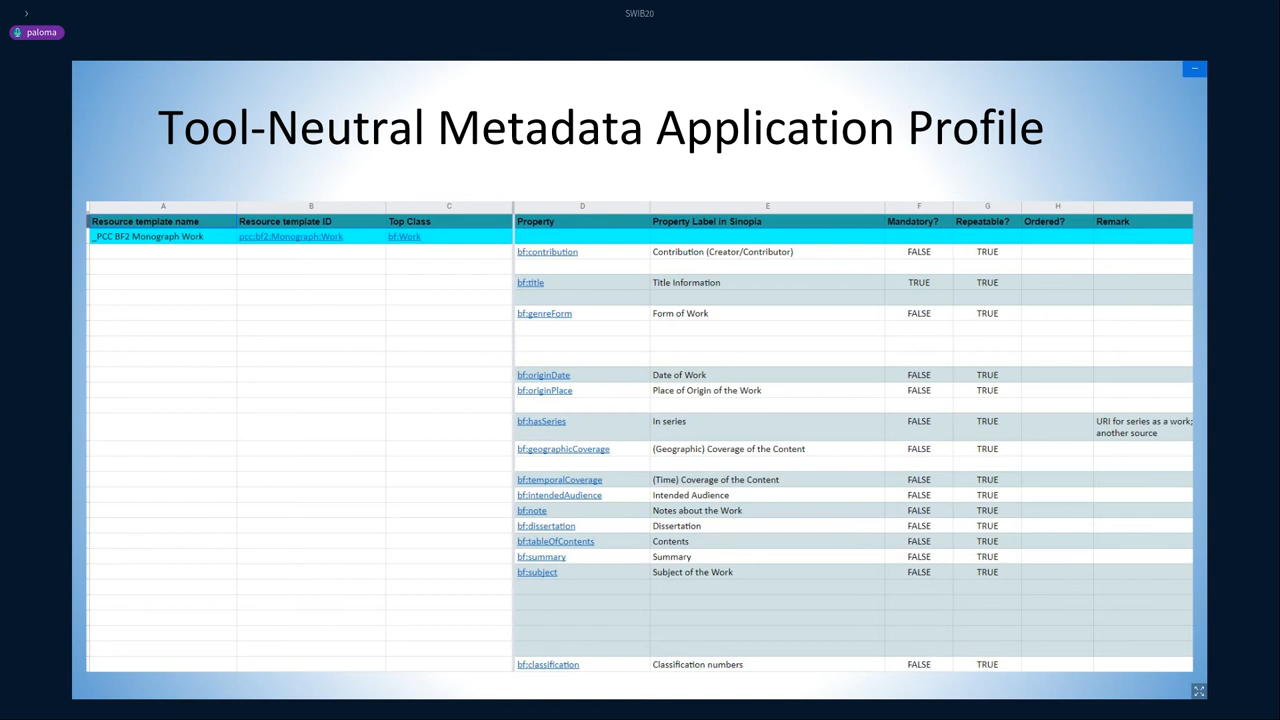 SWIB20
paloma
Tool-Neutral Metadata Application Profile
A B C D E F G H
Resource template name Resource template ID Top Class Property Property Label in Sinopia Mandatory? Repeatable? Ordered? Remark
_PCC BF2 Monograph Work pcc:bf2:Monograph:Work bf:Work
bf:contribution Contribution (Creator/Contributor) FALSE TRUE
bf:title Title Information TRUE TRUE
bf:genreForm Form of Work FALSE TRUE
bf:originDate Date of Work FALSE TRUE
bf:originPlace Place of Origin of the Work FALSE TRUE
bf:hasSeries In series FALSE TRUE URI for series as a work;
another source
bf:geographicCoverage (Geographic) Coverage of the Content FALSE TRUE
bf:temporalCoverage (Time) Coverage of the Content FALSE TRUE
bf:intendedAudience Intended Audience FALSE TRUE
bf:note Notes about the Work FALSE TRUE
bf:dissertation Dissertation FALSE TRUE
bf:tableOfContents Contents FALSE TRUE
bf:summary Summary FALSE TRUE
bf:subject Subject of the Work FALSE TRUE
bf:classification Classification numbers FALSE TRUE